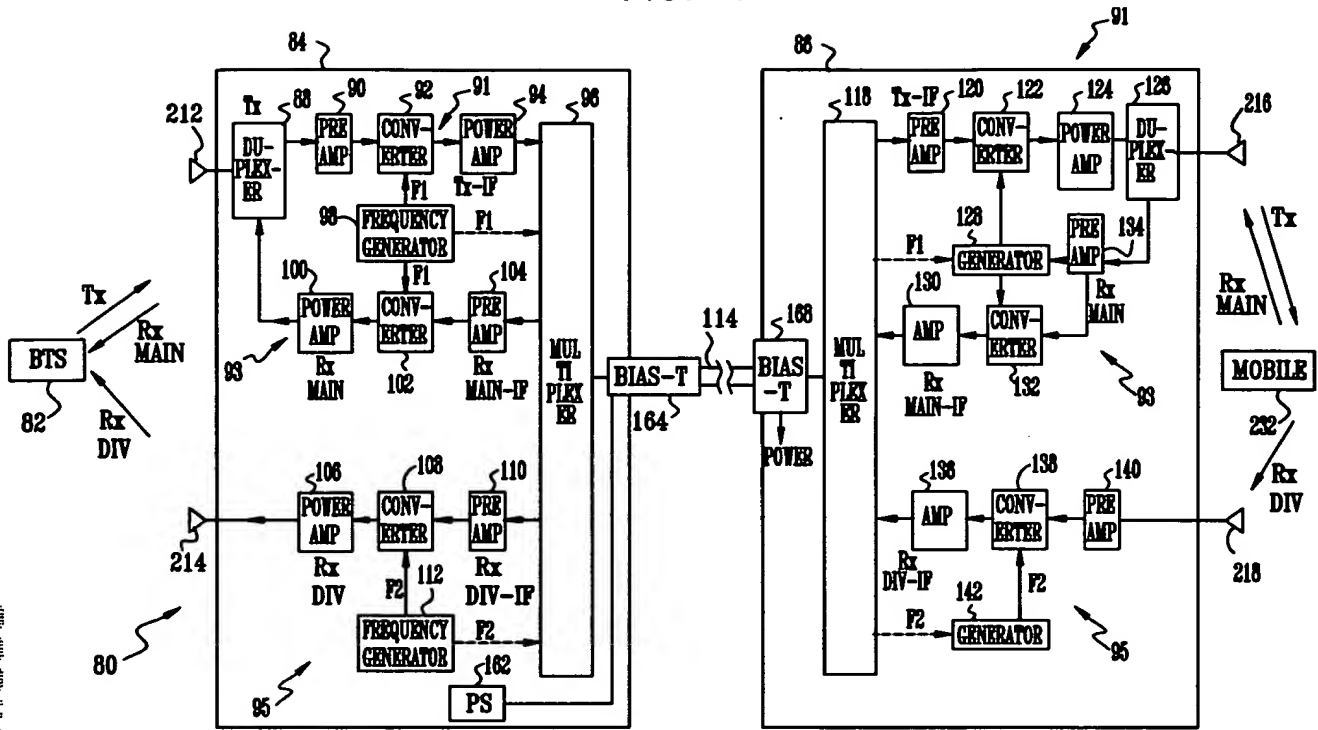 84
86
91
212
Tx
88
90
92
91
94
96
DU-
PLEX-
ER
PRE
AMP
CONV-
ERTER
POWER
AMP
F1
Tx-IF
98
FREQUENCY
GENERATOR
F1
F1
100
104
POWER
AMP
CONV-
ERTER
PRE
AMP
93
Rx
MAIN
102
Rx
MAIN-IF
MUL
TI
PLEX
ER
Tx
Rx
MAIN
BTS
82
Rx
DIV
BIAS-T
164
114
168
BIAS
-T
POWER
106
108
110
POWER
AMP
CONV-
ERTER
PRE
AMP
214
Rx
DIV
F2
112
Rx
DIV-IF
FREQUENCY
GENERATOR
F2
80
95
162
PS
118
Tx-IF
120
122
124
126
PRE
AMP
CONV-
ERTER
POWER
AMP
DU-
PLEX-
ER
216
128
F1
GENERATOR
PRE
AMP
134
130
AMP
CONV-
ERTER
Rx
MAIN
132
Rx
MAIN-IF
93
MUL
TI
PLEX
ER
Tx
Rx
MAIN
MOBILE
232
Rx
DIV
136
138
140
AMP
CONV-
ERTER
PRE
AMP
218
Rx
DIV-IF
F2
142
F2
GENERATOR
95